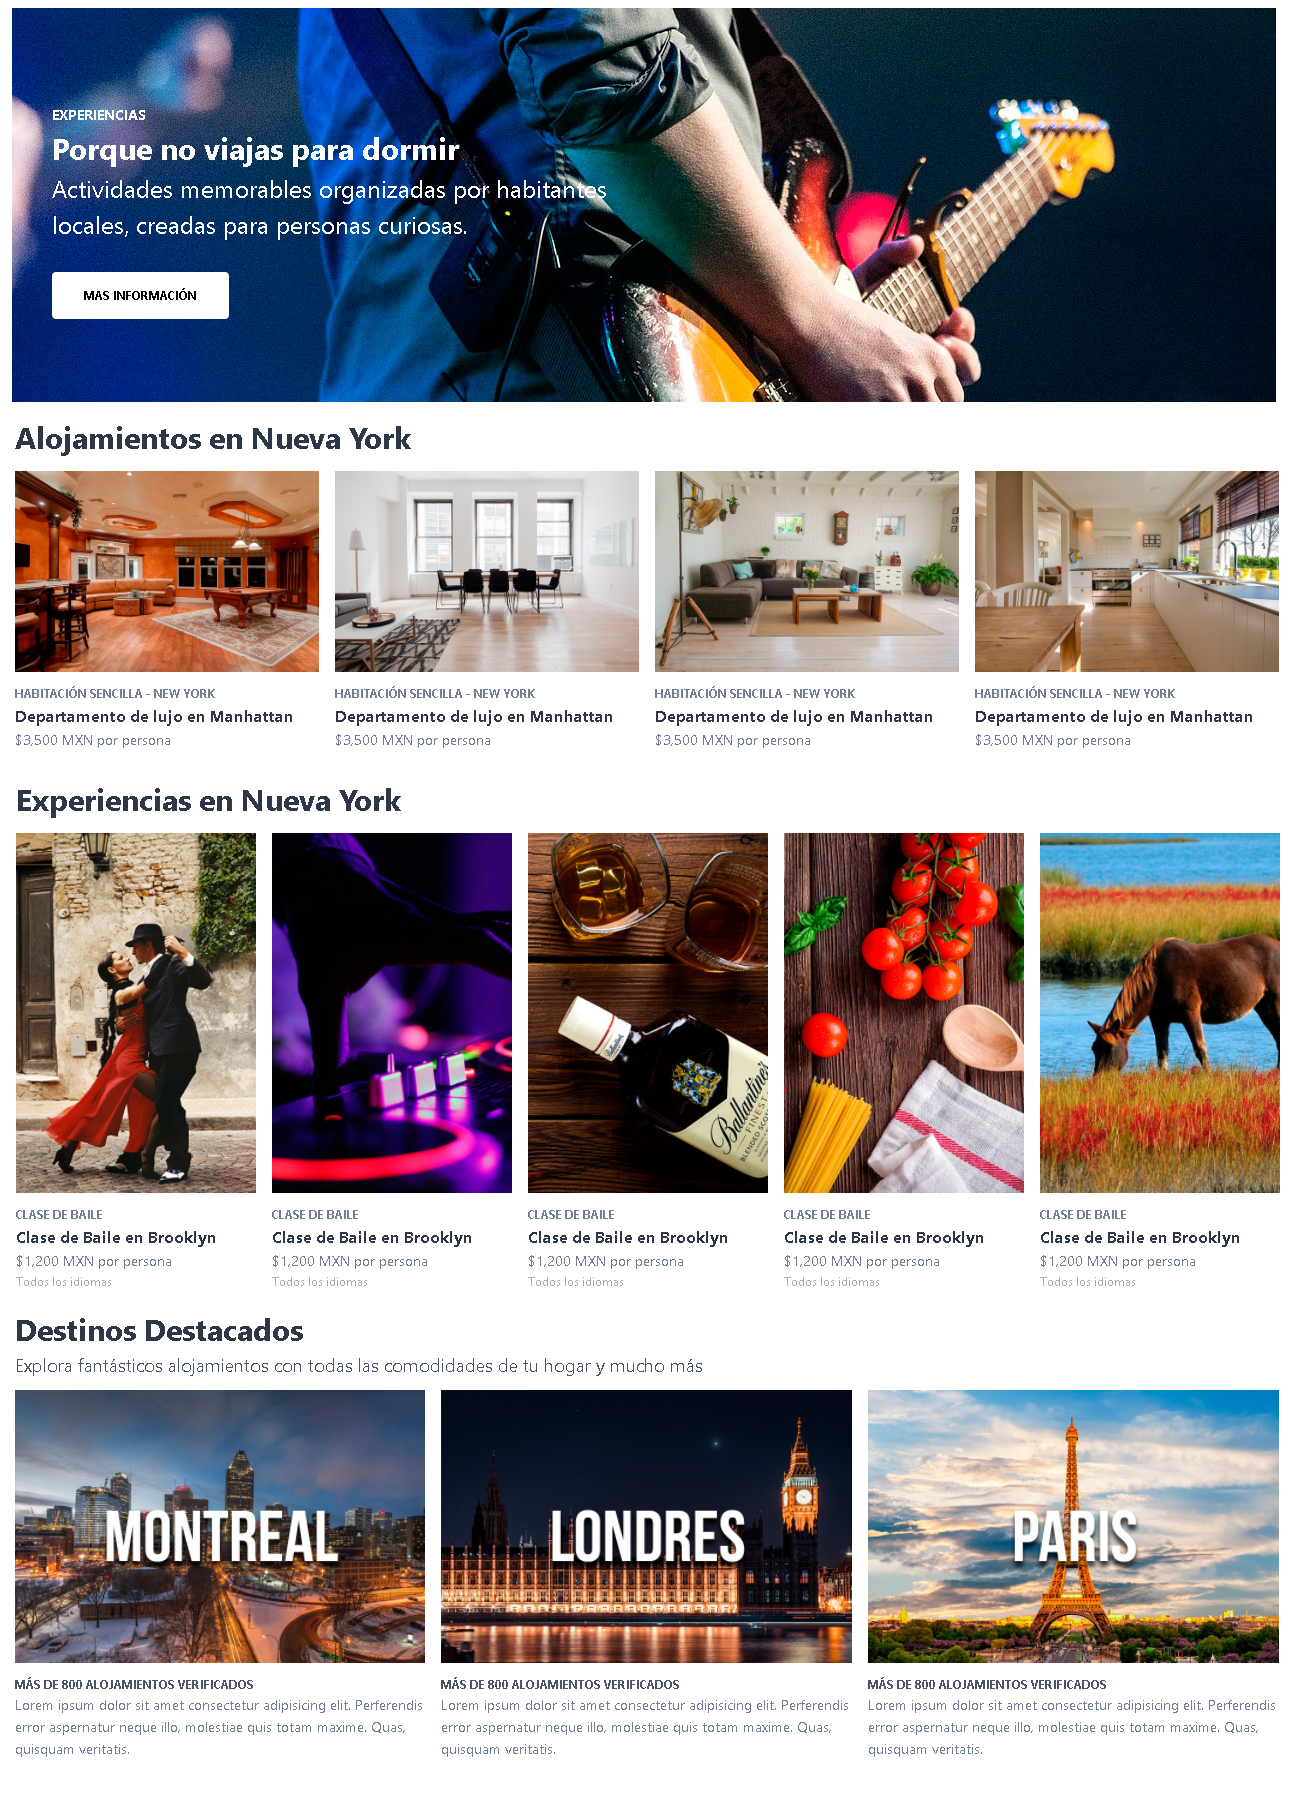 EXPERIENCIAS
Porque no viajas para dormir
Actividades memorables organizadas por habitantes
locales, creadas para personas curiosas.
MAS INFORMACIÓN
Alojamientos en Nueva York
HABITACIÓN SENCILLA - NEW YORK
Departamento de lujo en Manhattan
$3,500 MXN por persona
HABITACIÓN SENCILLA - NEW YORK
Departamento de lujo en Manhattan
$3,500 MXN por persona
HABITACIÓN SENCILLA - NEW YORK
Departamento de lujo en Manhattan
$3,500 MXN por persona
HABITACIÓN SENCILLA - NEW YORK
Departamento de lujo en Manhattan
$3,500 MXN por persona
Experiencias en Nueva York
Ballantine's
FINEST
BLENDED
CLASE DE BAILE
Clase de Baile en Brooklyn
$1,200 MXN por persona
Todos los idiomas
CLASE DE BAILE
Clase de Baile en Brooklyn
$1,200 MXN por persona
Todos los idiomas
CLASE DE BAILE
Clase de Baile en Brooklyn
$1,200 MXN por persona
Todos los idiomas
CLASE DE BAILE
Clase de Baile en Brooklyn
$1,200 MXN por persona
Todos los idiomas
CLASE DE BAILE
Clase de Baile en Brooklyn
$1,200 MXN por persona
Todos los idiomas
Destinos Destacados
Explora fantásticos alojamientos con todas las comodidades de tu hogar y mucho más
MONTREAL
MÁS DE 800 ALOJAMIENTOS VERIFICADOS
Lorem ipsum dolor sit amet consectetur adipisicing elit. Perferendis
error aspernatur neque illo, molestiae quis totam maxime. Quas,
quisquam veritatis.
LONDRES
MÁS DE 800 ALOJAMIENTOS VERIFICADOS
Lorem ipsum dolor sit amet consectetur adipisicing elit. Perferendis
error aspernatur neque illo, molestiae quis totam maxime. Quas,
quisquam veritatis.
PARIS
MÁS DE 800 ALOJAMIENTOS VERIFICADOS
Lorem ipsum dolor sit amet consectetur adipisicing elit. Perferendis
error aspernatur neque illo, molestiae quis totam maxime. Quas,
quisquam veritatis.